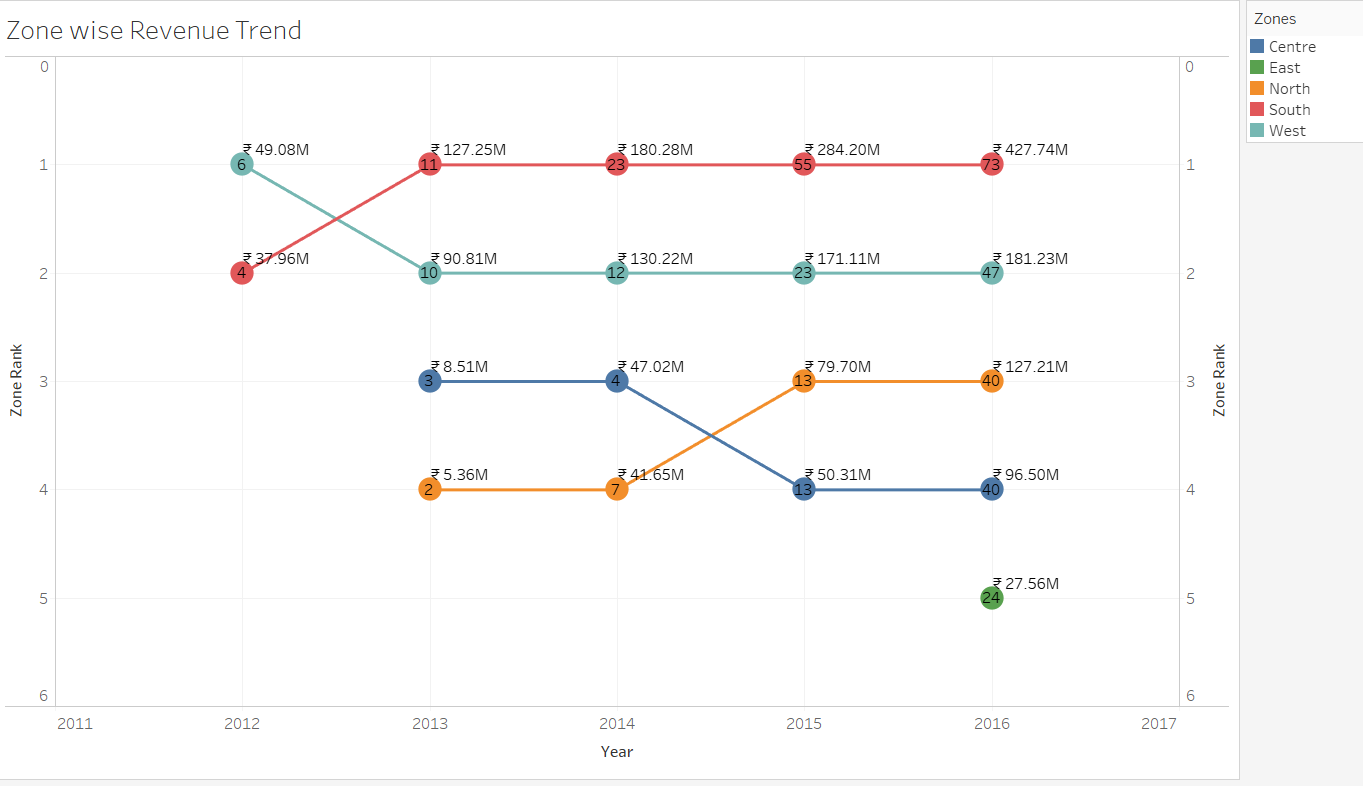 Zone wise Revenue Trend
Zones
Centre
East
North
South
West
0
0
₹ 49.08M
₹ 127.25M
₹ 180.28M
₹ 284.20M
₹ 427.74M
1
6
11
23
55
73
1
₹ 37.96M
₹ 90.81M
₹ 130.22M
₹ 171.11M
₹ 181.23M
2
4
10
12
23
47
2
₹ 8.51M
₹ 47.02M
₹ 79.70M
₹ 127.21M
Zone Rank
3
3
4
13
40
3
Zone Rank
₹ 5.36M
₹ 41.65M
₹ 50.31M
₹ 96.50M
4
2
7
13
40
4
₹ 27.56M
5
24
5
6
6
2011
2012
2013
2014
2015
2016
2017
Year